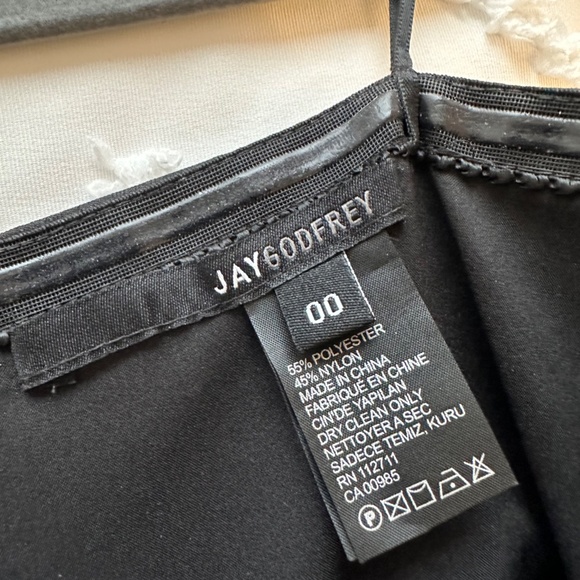 JAYGODFREY
00
55% POLYESTER
45% NYLON
MADE IN CHINA
FABRIQUÉ EN CHINE
CIN'DE YAPILAN
DRY CLEAN ONLY
NETTOYER A SEC
SADECE TEMIZ, KURU
RN 112711
CA 00985
P